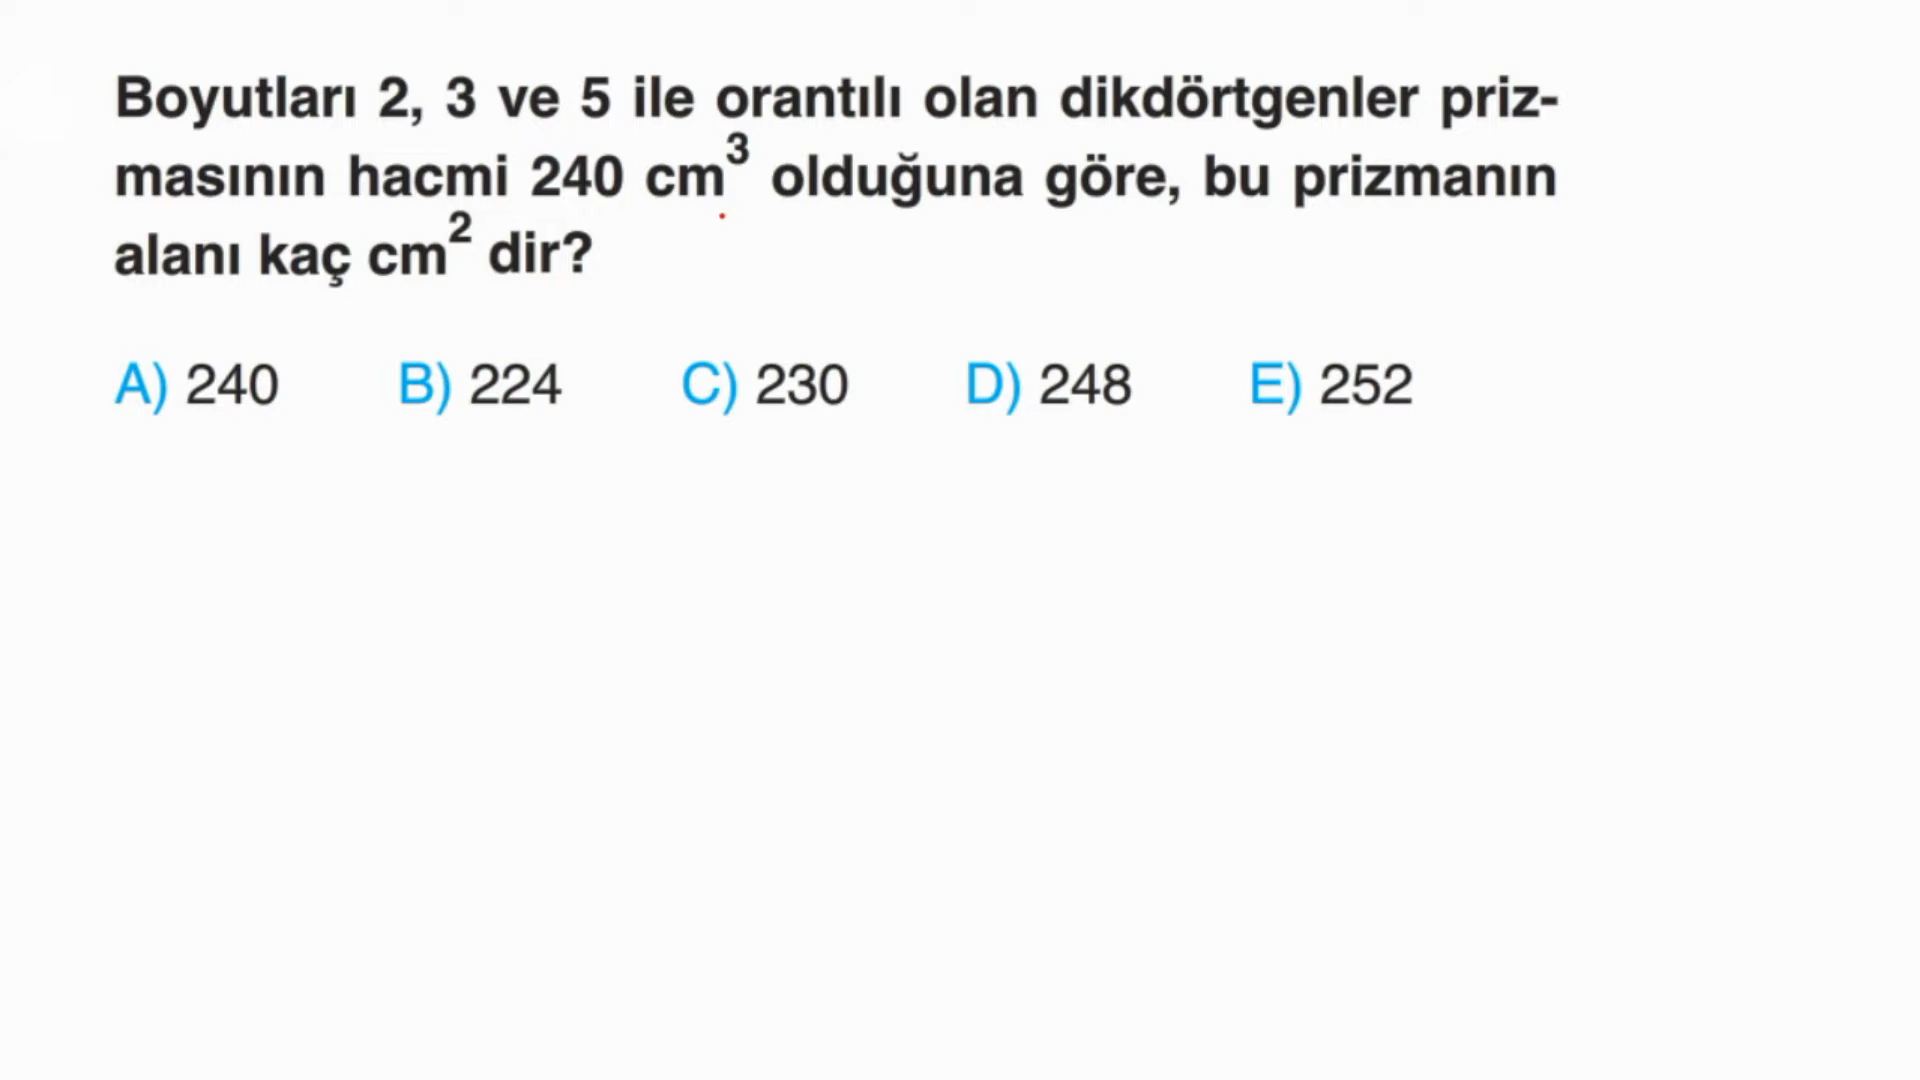 Boyutları 2, 3 ve 5 ile orantılı olan dikdörtgenler priz-
masının hacmi 240 cm³ olduğuna göre, bu prizmanın
alanı kaç cm² dir?
A) 240 B) 224 C) 230 D) 248 E) 252